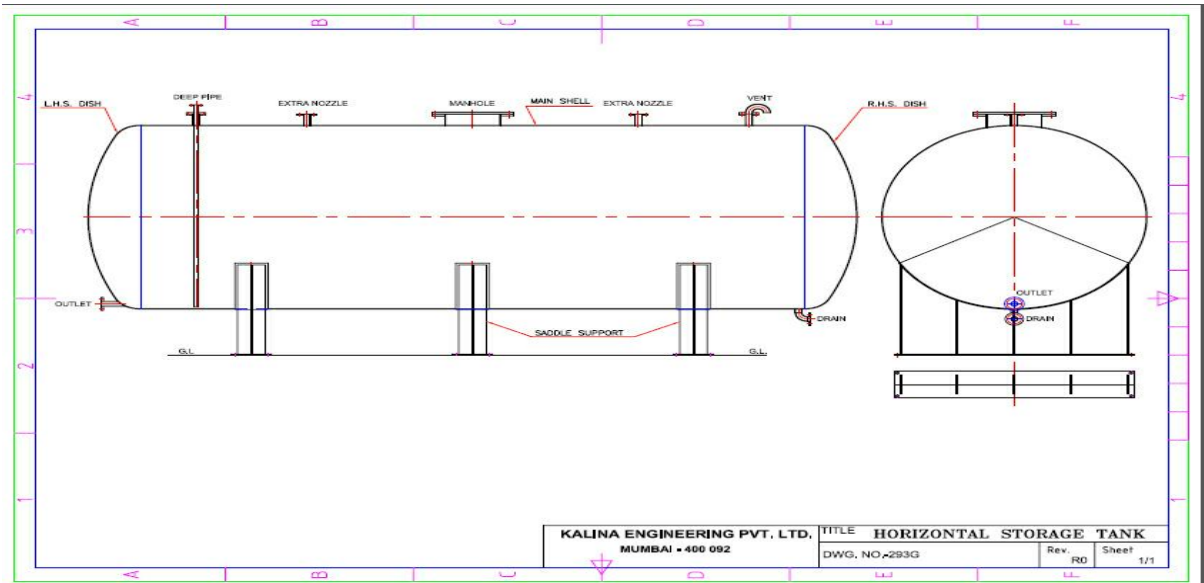 A B C D E F
4 4
DEEP PIPE EXTRA NOZZLE MANHOLE MAIN SHELL EXTRA NOZZLE VENT
L.H.S. DISH R.H.S. DISH
3 3
OUTLET OUTLET
DRAIN DRAIN
SADDLE SUPPORT
G.L. G.L.
2 2
1 1
KALINA ENGINEERING PVT. LTD. TITLE HORIZONTAL STORAGE TANK
MUMBAI - 400 092
DWG. NO.-293G Rev. R0 Sheet 1/1
A B C D E F